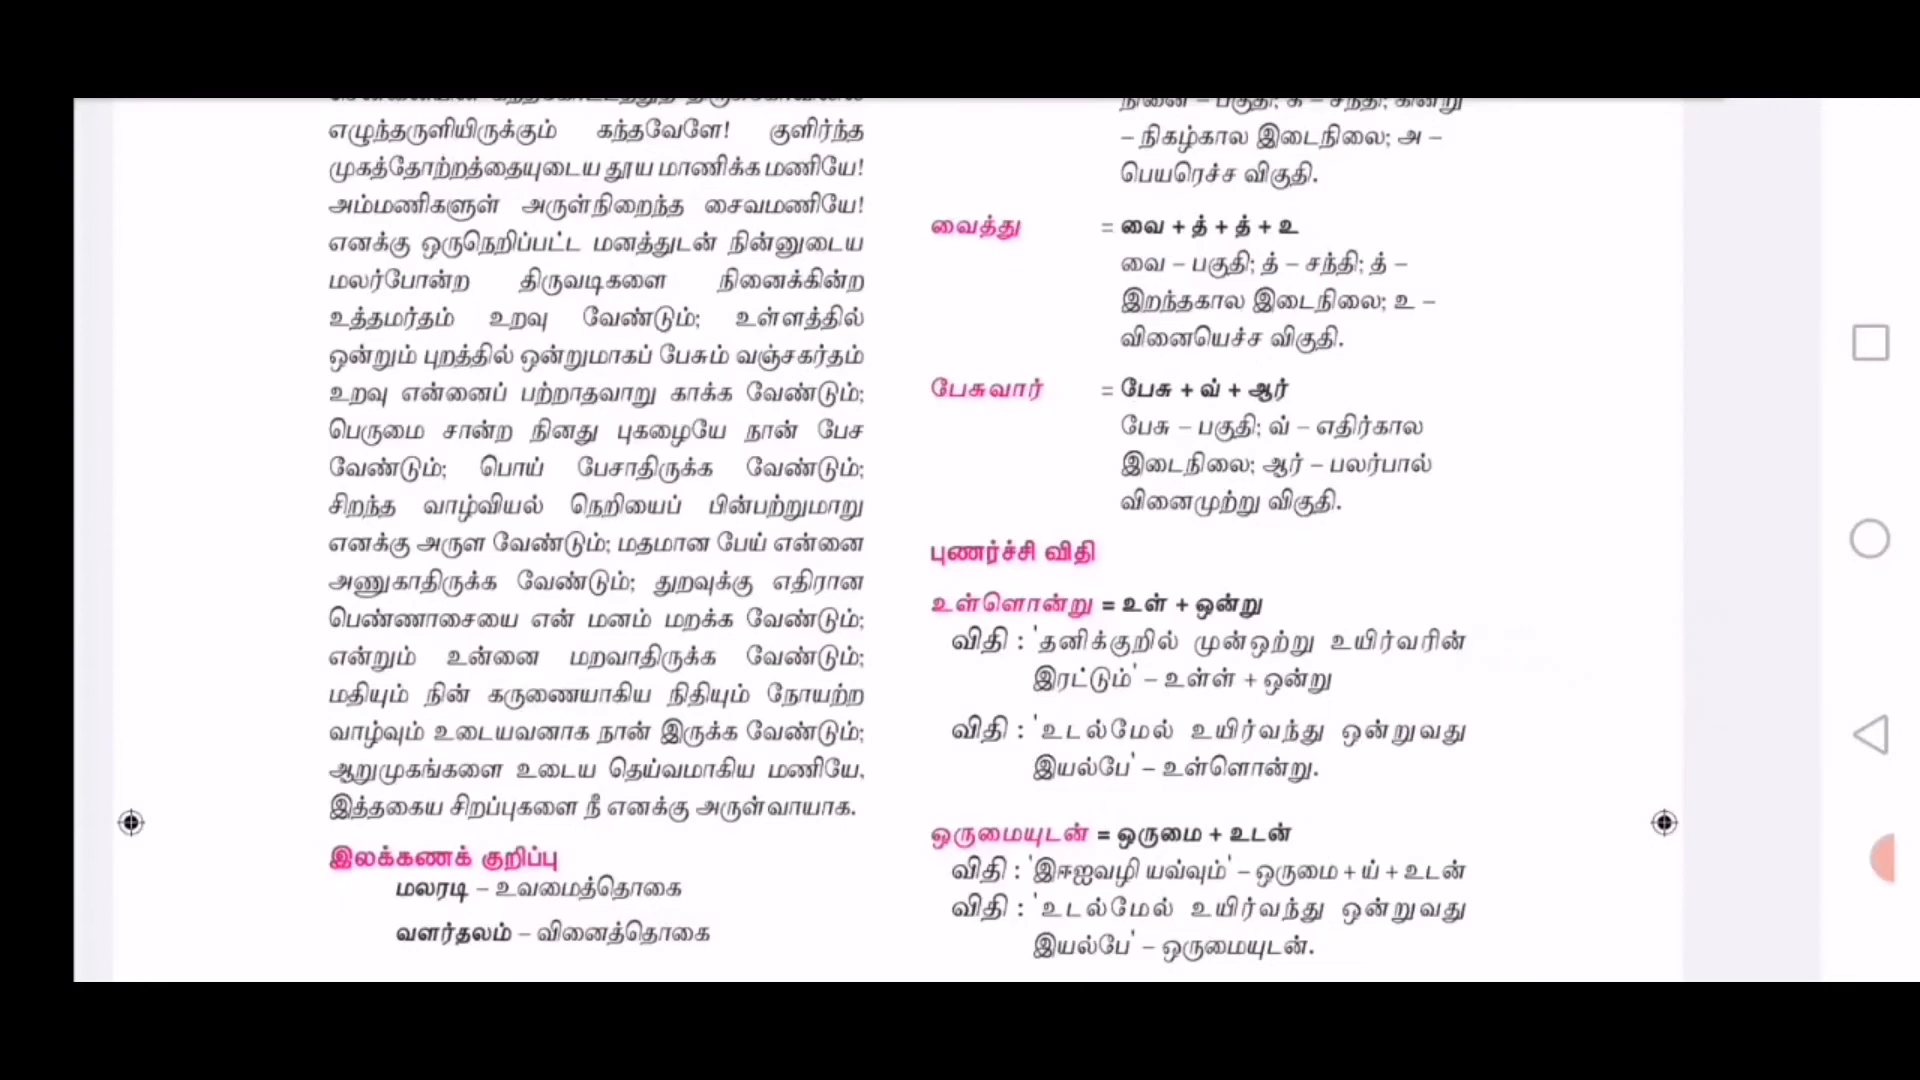 எழுந்தருளியிருக்கும் கந்தவேளே! குளிர்ந்த
முகத்தோற்றத்தையுடைய தூய மாணிக்க மணியே!
அம்மணிகளுள் அருள்நிறைந்த சைவமணியே!
எனக்கு ஒருநெறிப்பட்ட மனத்துடன் நின்னுடைய
மலர்போன்ற திருவடிகளை நினைக்கின்ற
உத்தமர்தம் உறவு வேண்டும்; உள்ளத்தில்
ஒன்றும் புறத்தில் ஒன்றுமாகப் பேசும் வஞ்சகர்தம்
உறவு என்னைப் பற்றாதவாறு காக்க வேண்டும்;
பெருமை சான்ற நினது புகழையே நான் பேச
வேண்டும்; பொய் பேசாதிருக்க வேண்டும்;
சிறந்த வாழ்வியல் நெறியைப் பின்பற்றுமாறு
எனக்கு அருள வேண்டும்; மதமான பேய் என்னை
அணுகாதிருக்க வேண்டும்; துறவுக்கு எதிரான
பெண்ணாசையை என் மனம் மறக்க வேண்டும்;
என்றும் உன்னை மறவாதிருக்க வேண்டும்;
மதியும் நின் கருணையாகிய நிதியும் நோயற்ற
வாழ்வும் உடையவனாக நான் இருக்க வேண்டும்;
ஆறுமுகங்களை உடைய தெய்வமாகிய மணியே,
இத்தகைய சிறப்புகளை நீ எனக்கு அருள்வாயாக.
இலக்கணக் குறிப்பு
மலரடி – உவமைத்தொகை
வளர்தலம் – வினைத்தொகை
நினை – பகுதி; க் – சந்தி; கின்று
– நிகழ்கால இடைநிலை; அ –
பெயரெச்ச விகுதி.
வைத்து = வை + த் + த் + உ
வை – பகுதி; த் – சந்தி; த் –
இறந்தகால இடைநிலை; உ –
வினையெச்ச விகுதி.
பேசுவார் = பேசு + வ் + ஆர்
பேசு – பகுதி; வ் – எதிர்கால
இடைநிலை; ஆர் – பலர்பால்
வினைமுற்று விகுதி.
புணர்ச்சி விதி
உள்ளொன்று = உள் + ஒன்று
விதி : 'தனிக்குறில் முன்ஒற்று உயிர்வரின்
இரட்டும்' – உள்ள் + ஒன்று
விதி : 'உடல்மேல் உயிர்வந்து ஒன்றுவது
இயல்பே' – உள்ளொன்று.
ஒருமையுடன் = ஒருமை + உடன்
விதி : 'இஈஐவழி யவ்வும்' – ஒருமை + ய் + உடன்
விதி : 'உடல்மேல் உயிர்வந்து ஒன்றுவது
இயல்பே' – ஒருமையுடன்.